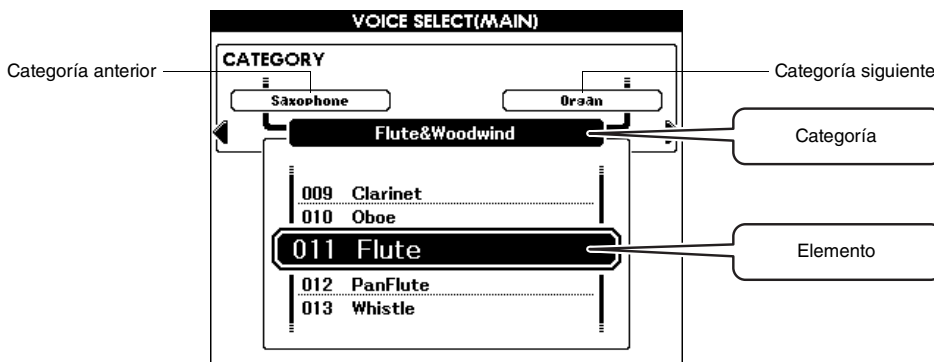 VOICE SELECT(MAIN)
CATEGORY
Categoría anterior
Categoría siguiente
Saxophone
Organ
Flute&Woodwind
Categoría
009 Clarinet
010 Oboe
011 Flute
Elemento
012 PanFlute
013 Whistle